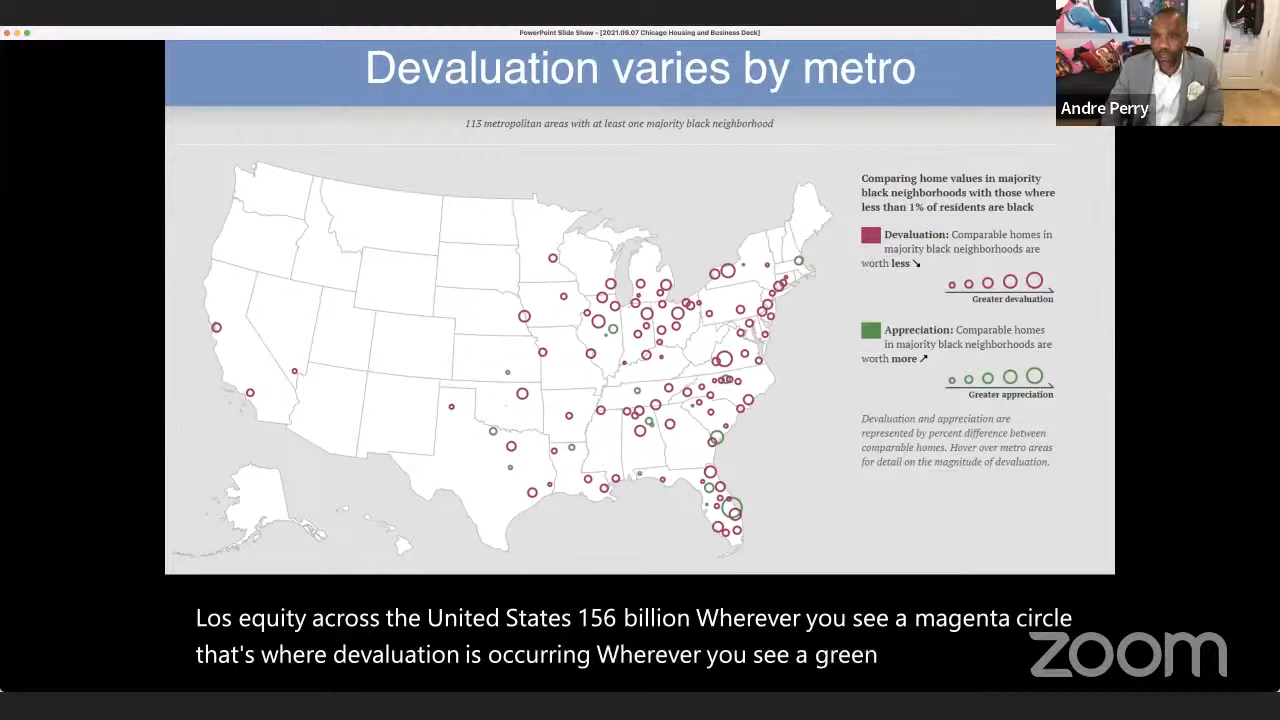 PowerPoint Slide Show - [2021.09.07 Chicago Housing and Business Deck]
Devaluation varies by metro
Andre Perry
113 metropolitan areas with at least one majority black neighborhood
Comparing home values in majority
black neighborhoods with those where
less than 1% of residents are black
Devaluation: Comparable homes in
majority black neighborhoods are
worth less ↘
Greater devaluation
Appreciation: Comparable homes
in majority black neighborhoods are
worth more ↗
Greater appreciation
Devaluation and appreciation are
represented by percent difference between
comparable homes. Hover over metro areas
for detail on the magnitude of devaluation.
Los equity across the United States 156 billion Wherever you see a magenta circle
that's where devaluation is occurring Wherever you see a green
zoom